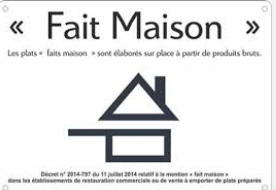 « Fait Maison »
Les plats « faits maison » sont élaborés sur place à partir de produits bruts.
Décret n° 2014-797 du 11 juillet 2014 relatif à la mention « fait maison »
dans les établissements de restauration commerciale ou de vente à emporter de plats préparés